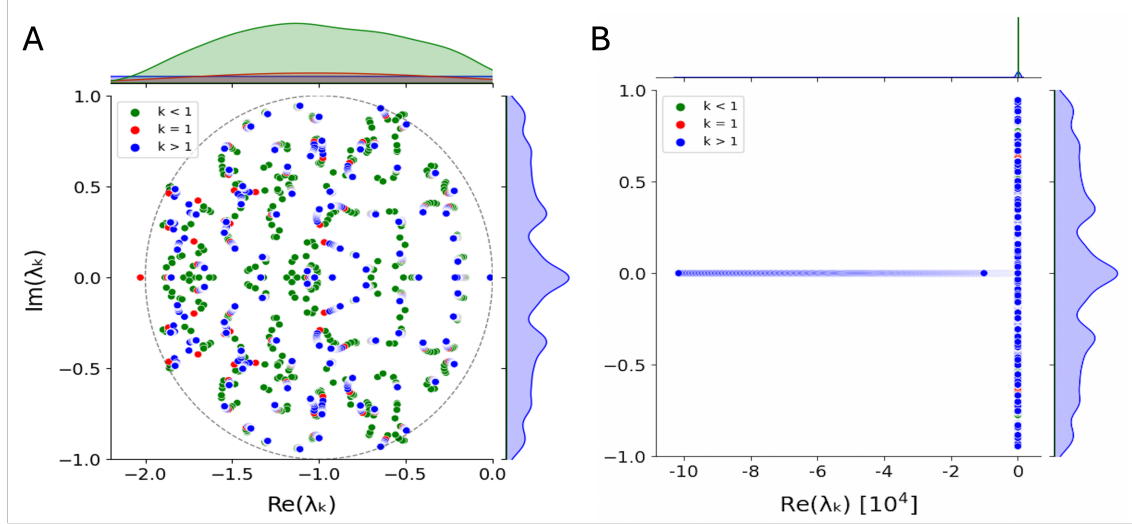 A
k < 1
k = 1
k > 1
1.0
0.5
0.0
−0.5
−1.0
Im(λₖ)
−2.0 −1.5 −1.0 −0.5 0.0
Re(λₖ)
B
k < 1
k = 1
k > 1
1.0
0.5
0.0
−0.5
−1.0
-10 -8 -6 -4 -2 0
Re(λₖ) [10⁴]